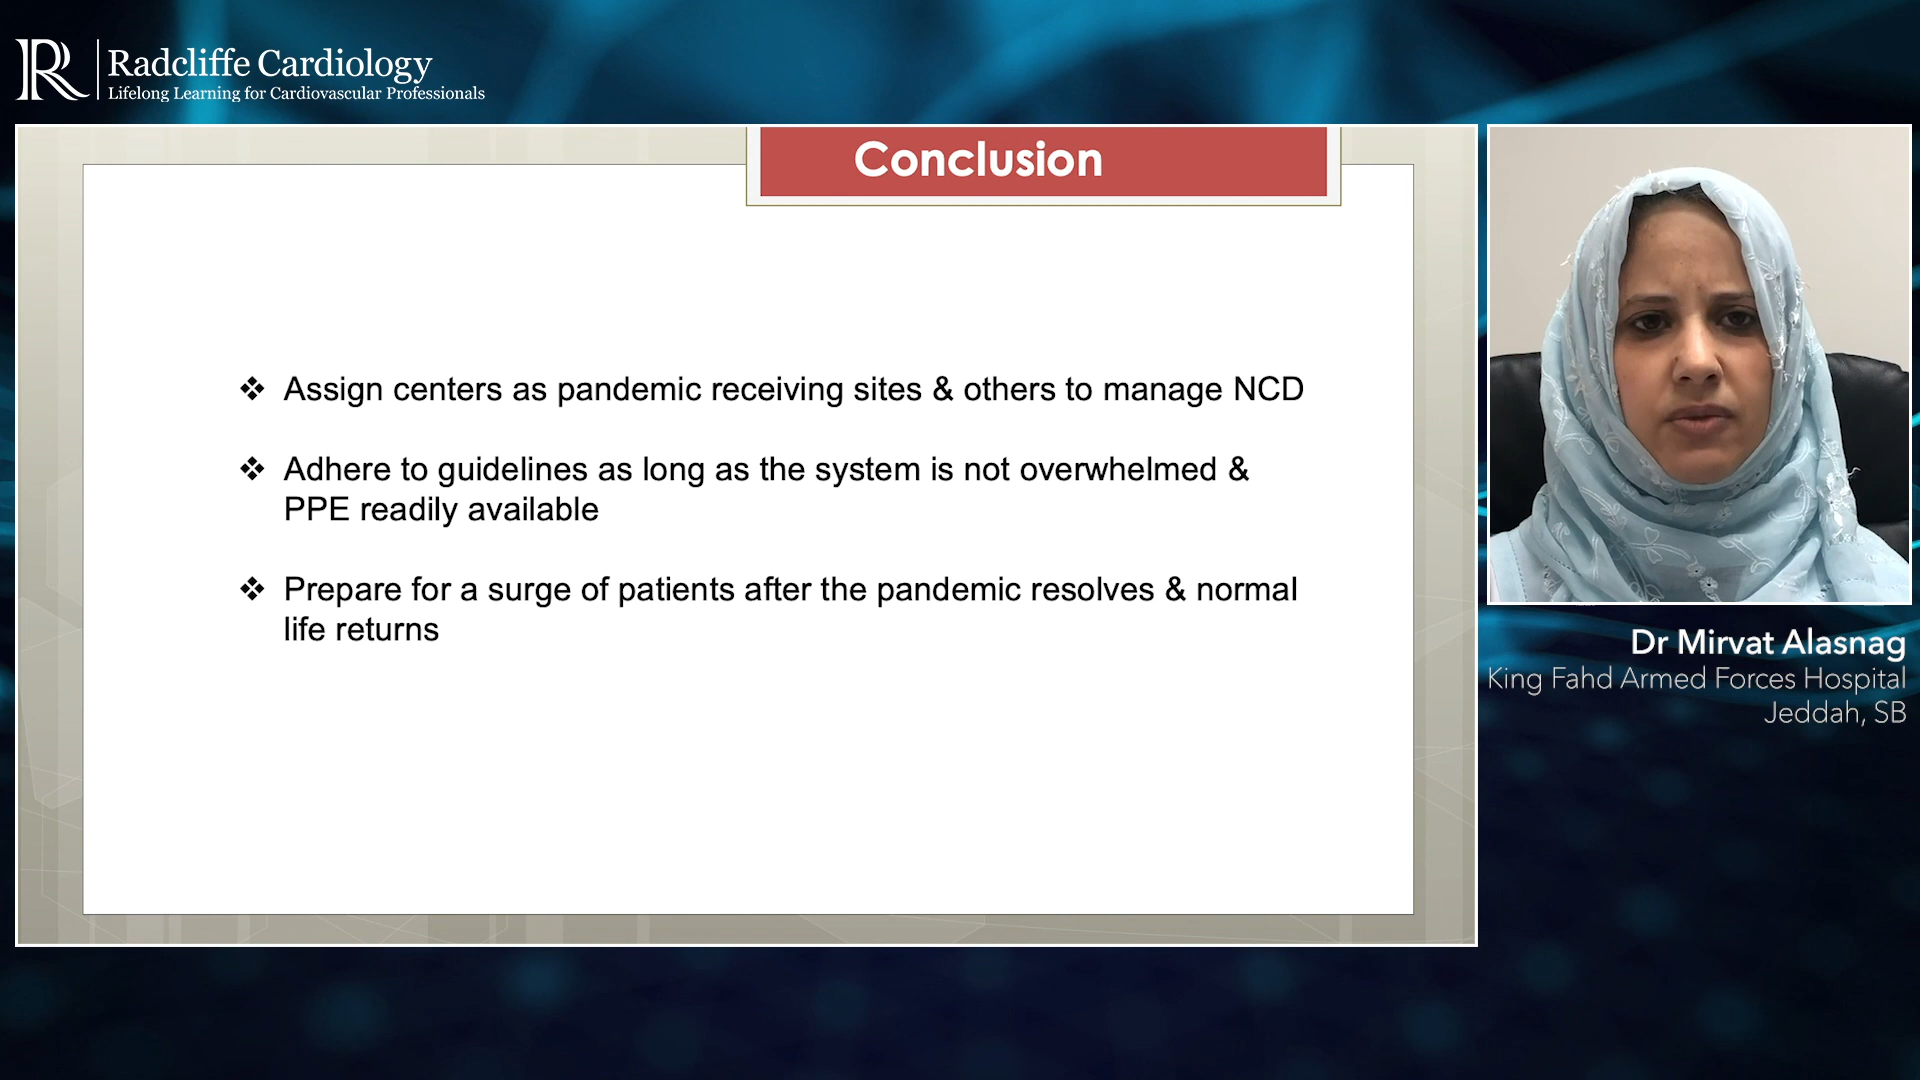 R
Radcliffe Cardiology
Lifelong Learning for Cardiovascular Professionals
Conclusion
❖ Assign centers as pandemic receiving sites & others to manage NCD
❖ Adhere to guidelines as long as the system is not overwhelmed &
PPE readily available
❖ Prepare for a surge of patients after the pandemic resolves & normal
life returns
Dr Mirvat Alasnag
King Fahd Armed Forces Hospital
Jeddah, SB